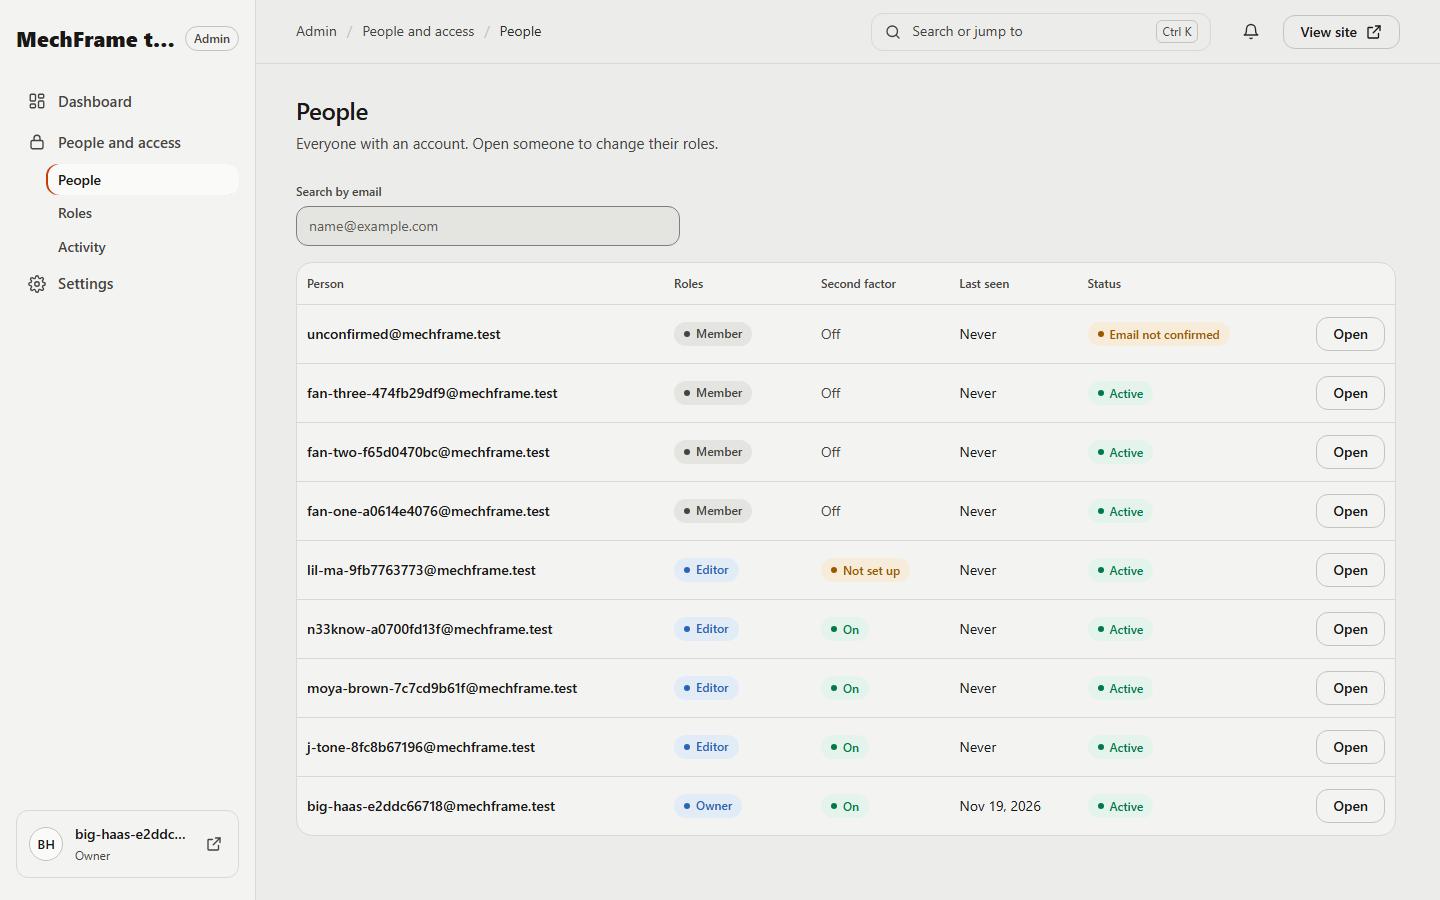 MechFrame t...
Admin
Dashboard
People and access
People
Roles
Activity
Settings
BH
big-haas-e2ddc...
Owner
Admin / People and access / People
Search or jump to
Ctrl K
View site
People
Everyone with an account. Open someone to change their roles.
Search by email
name@example.com
Person Roles Second factor Last seen Status
unconfirmed@mechframe.test Member Off Never Email not confirmed Open
fan-three-474fb29df9@mechframe.test Member Off Never Active Open
fan-two-f65d0470bc@mechframe.test Member Off Never Active Open
fan-one-a0614e4076@mechframe.test Member Off Never Active Open
lil-ma-9fb7763773@mechframe.test Editor Not set up Never Active Open
n33know-a0700fd13f@mechframe.test Editor On Never Active Open
moya-brown-7c7cd9b61f@mechframe.test Editor On Never Active Open
j-tone-8fc8b67196@mechframe.test Editor On Never Active Open
big-haas-e2ddc66718@mechframe.test Owner On Nov 19, 2026 Active Open